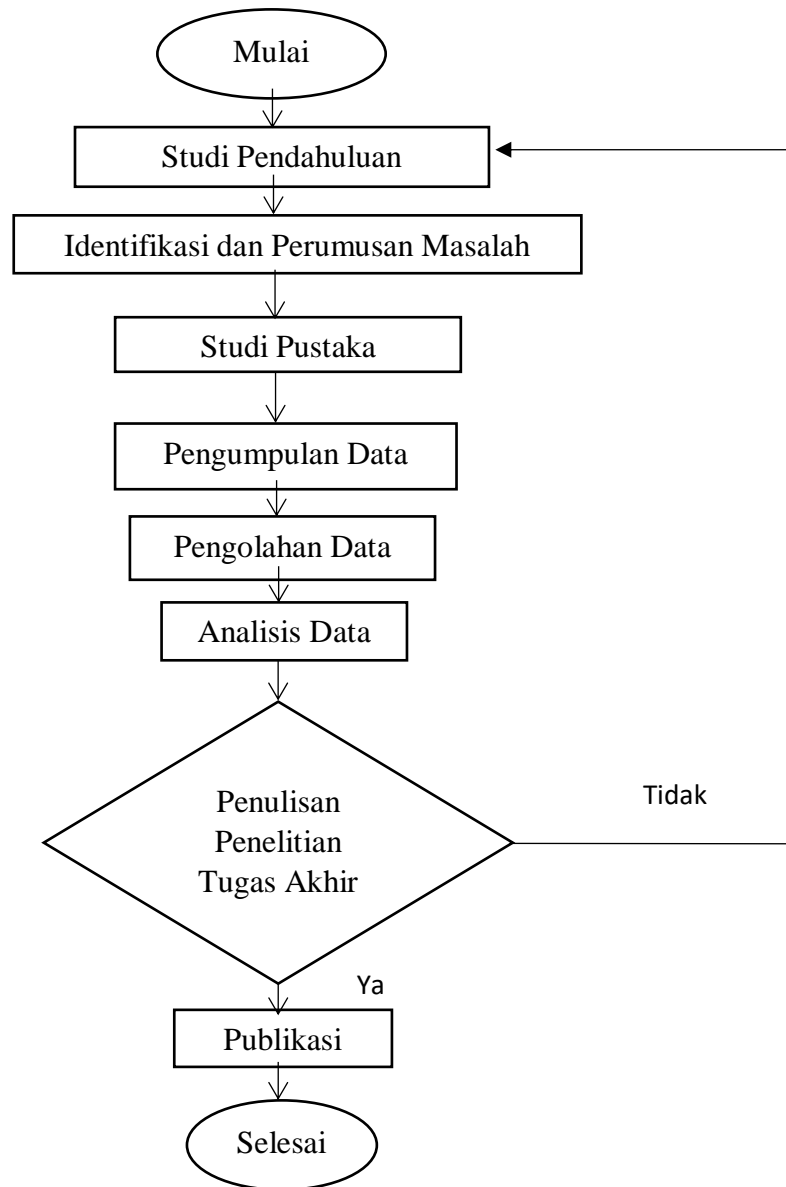 Mulai
Studi Pendahuluan
Identifikasi dan Perumusan Masalah
Studi Pustaka
Pengumpulan Data
Pengolahan Data
Analisis Data
Penulisan
Penelitian
Tugas Akhir
Tidak
Ya
Publikasi
Selesai